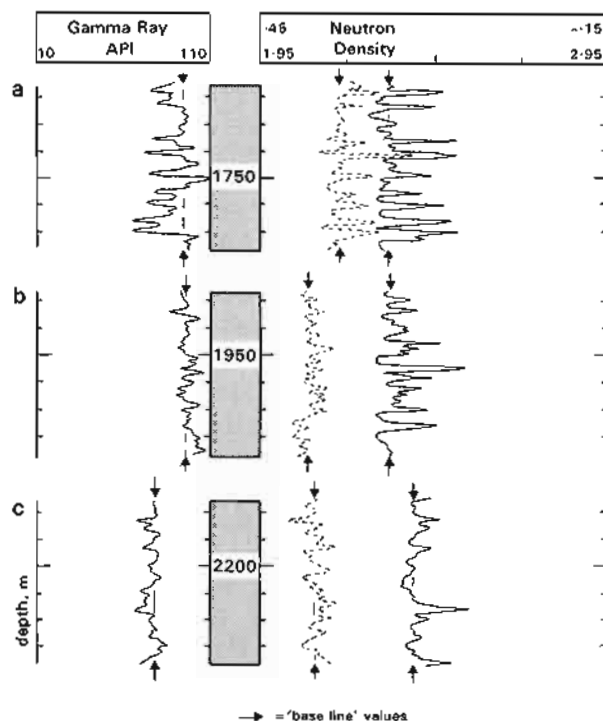 Gamma Ray
API
10 110
·45 Neutron -·15
Density
1·95 2·95
a
1750
b
1950
c
2200
depth, m
= 'base line' values